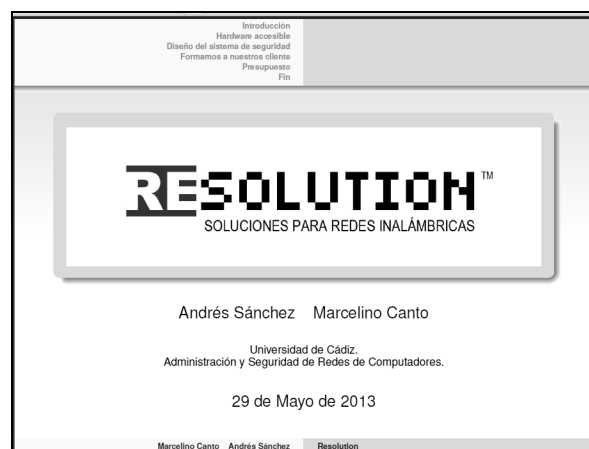 Introducción
Hardware accesible
Diseño del sistema de seguridad
Formamos a nuestros cliente
Presupuesto
Fin
RESOLUTION™
SOLUCIONES PARA REDES INALÁMBRICAS
Andrés Sánchez Marcelino Canto
Universidad de Cádiz.
Administración y Seguridad de Redes de Computadores.
29 de Mayo de 2013
Marcelino Canto Andrés Sánchez Resolution